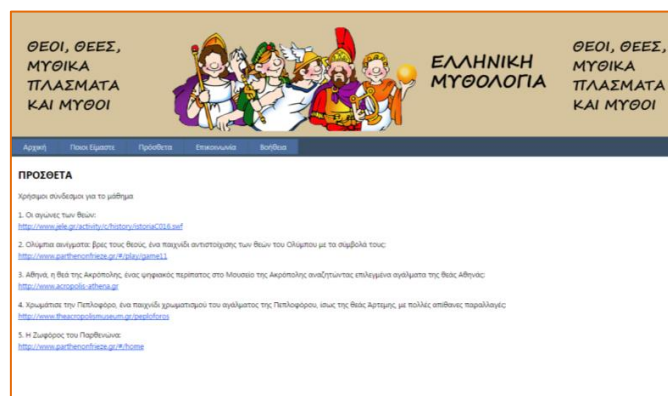 ΘΕΟΙ, ΘΕΕΣ,
ΜΥΘΙΚΑ
ΠΛΑΣΜΑΤΑ
ΚΑΙ ΜΥΘΟΙ
ΕΛΛΗΝΙΚΗ
ΜΥΘΟΛΟΓΙΑ
ΘΕΟΙ, ΘΕΕΣ,
ΜΥΘΙΚΑ
ΠΛΑΣΜΑΤΑ
ΚΑΙ ΜΥΘΟΙ
Αρχική Ποιοι Είμαστε Πρόσθετα Επικοινωνία Βοήθεια
ΠΡΟΣΘΕΤΑ
Χρήσιμοι σύνδεσμοι για το μάθημα
1. Οι αγώνες των θεών:
http://www.jele.gr/activity/c/history/istoriaC016.swf
2. Ολύμπια αινίγματα: βρες τους θεούς, ένα παιχνίδι αντιστοίχισης των θεών του Ολύμπου με τα σύμβολά τους:
http://www.parthenonfrieze.gr/#/play/game11
3. Αθηνά, η θεά της Ακρόπολης, ένας ψηφιακός περίπατος στο Μουσείο της Ακρόπολης αναζητώντας επιλεγμένα αγάλματα της θεάς Αθηνάς:
http://www.acropolis-athena.gr
4. Χρωμάτισε την Πεπλοφόρο, ένα παιχνίδι χρωματισμού του αγάλματος της Πεπλοφόρου, ίσως της θεάς Άρτεμης, με πολλές απίθανες παραλλαγές:
http://www.theacropolismuseum.gr/peploforos
5. Η Ζωφόρος του Παρθενώνα:
http://www.parthenonfrieze.gr/#/home